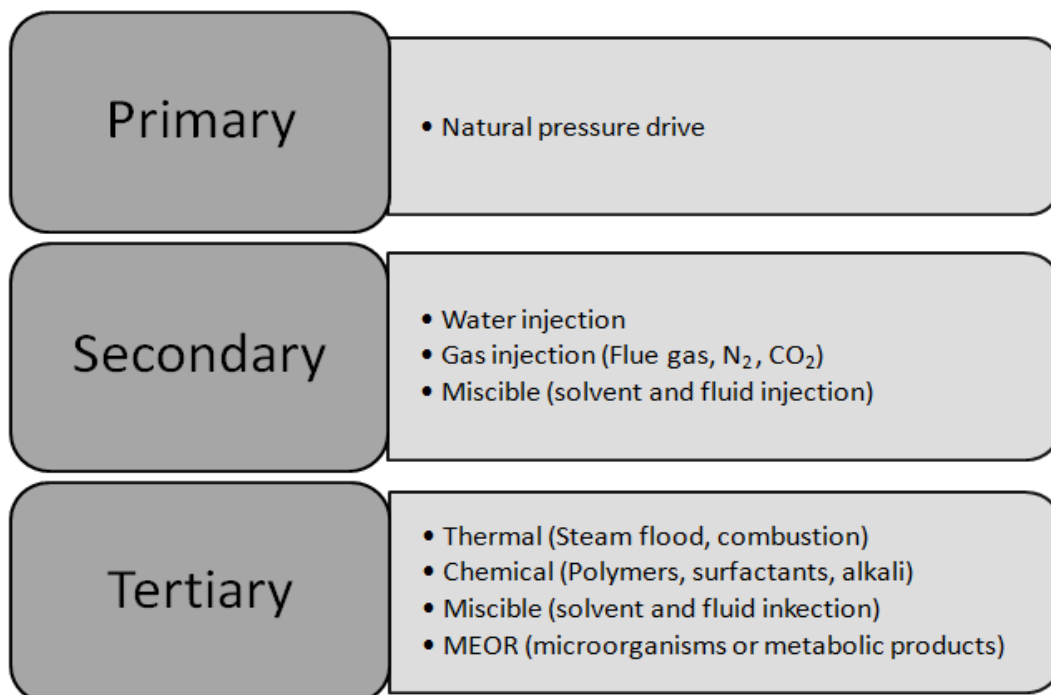 Primary
• Natural pressure drive
Secondary
• Water injection
• Gas injection (Flue gas, N₂, CO₂)
• Miscible (solvent and fluid injection)
Tertiary
• Thermal (Steam flood, combustion)
• Chemical (Polymers, surfactants, alkali)
• Miscible (solvent and fluid inkection)
• MEOR (microorganisms or metabolic products)